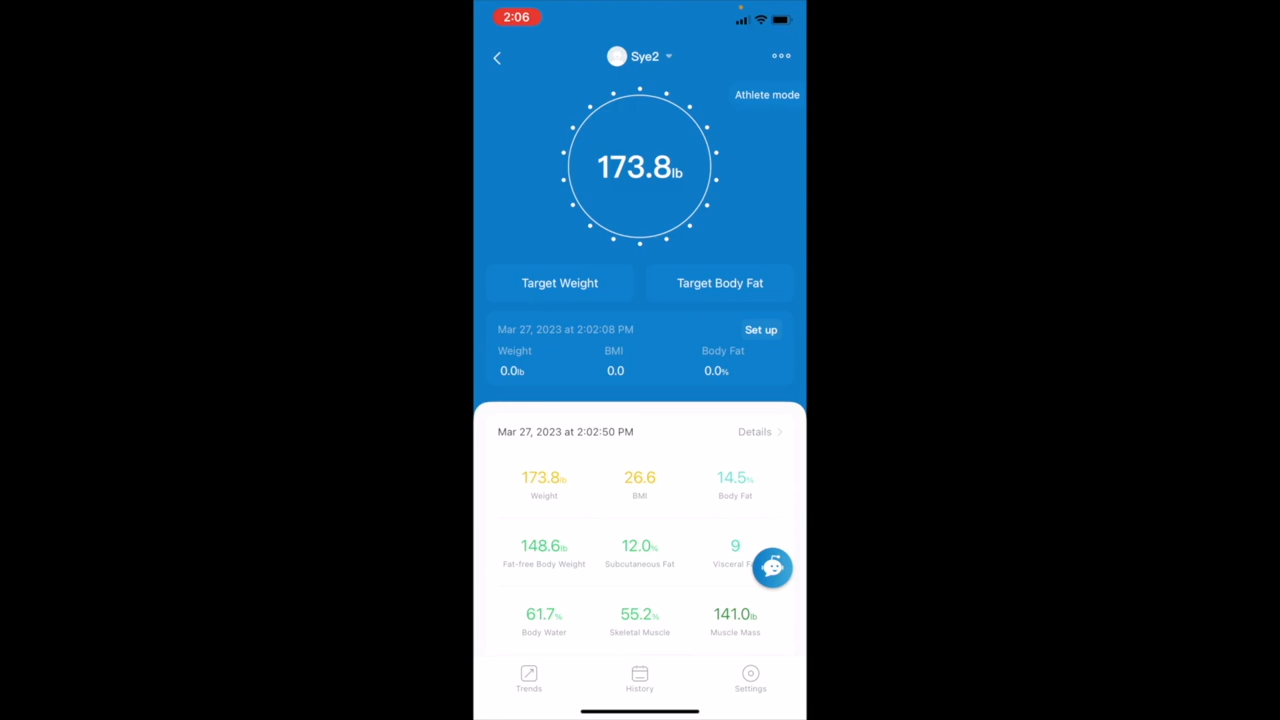 2:06
Sye2
Athlete mode
173.8lb
Target Weight Target Body Fat
Mar 27, 2023 at 2:02:08 PM Set up
Weight BMI Body Fat
0.0lb 0.0 0.0%
Mar 27, 2023 at 2:02:50 PM Details
173.8lb 26.6 14.5%
Weight BMI Body Fat
148.6lb 12.0% 9
Fat-free Body Weight Subcutaneous Fat Visceral
61.7% 55.2% 141.0lb
Body Water Skeletal Muscle Muscle Mass
Trends History Settings